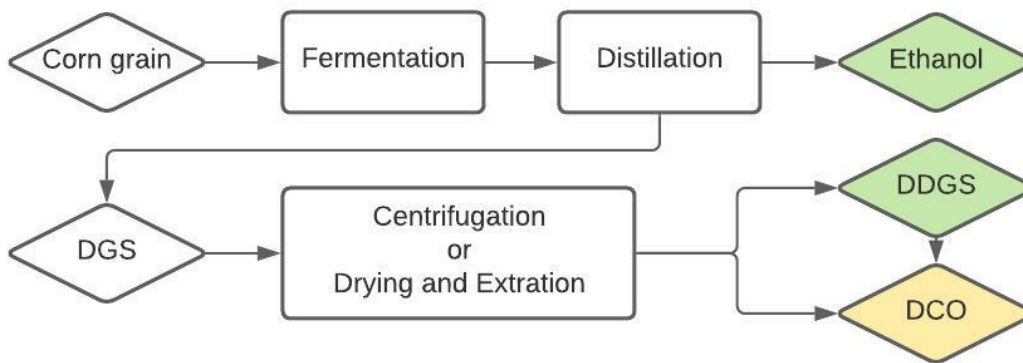 Corn grain
Fermentation
Distillation
Ethanol
DGS
Centrifugation
or
Drying and Extration
DDGS
DCO